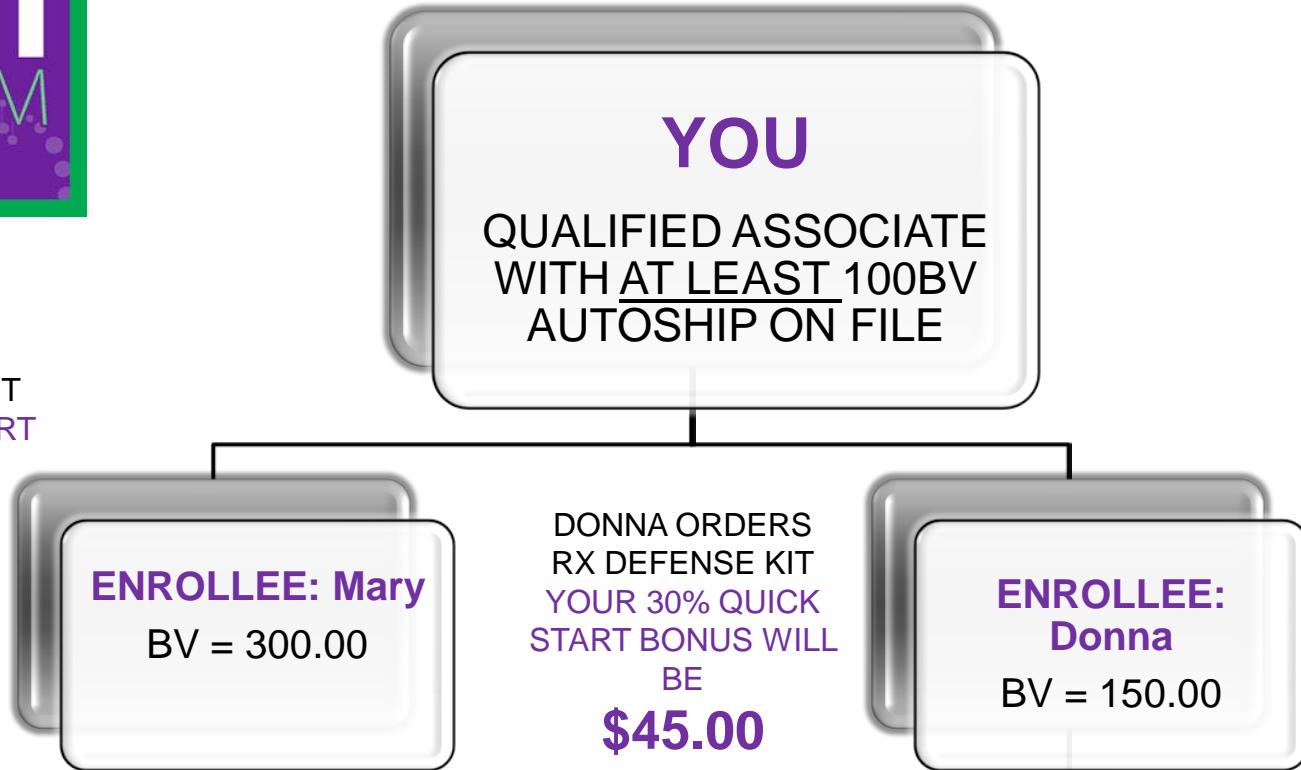 M
YOU
QUALIFIED ASSOCIATE
WITH AT LEAST 100BV
AUTOSHIP ON FILE
T
RT
ENROLLEE: Mary
BV = 300.00
DONNA ORDERS
RX DEFENSE KIT
YOUR 30% QUICK
START BONUS WILL
BE
$45.00
ENROLLEE:
Donna
BV = 150.00